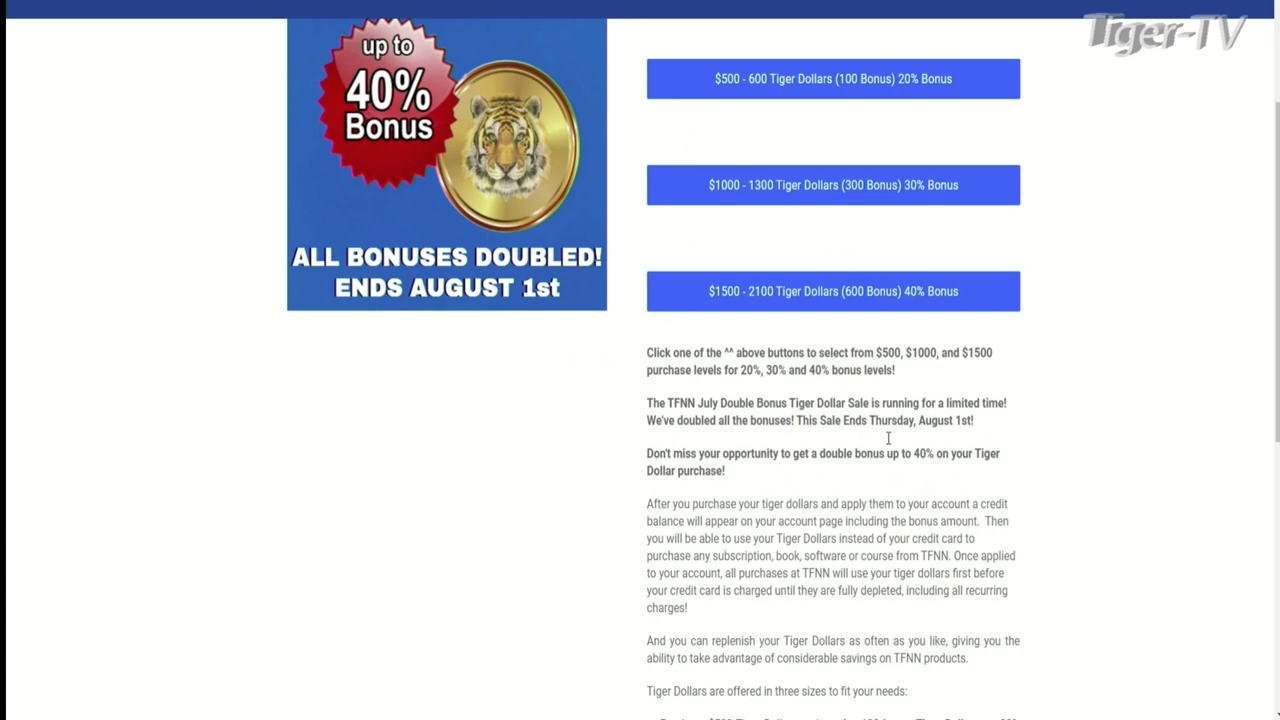 Tiger-TV
up to
40%
Bonus
ALL BONUSES DOUBLED!
ENDS AUGUST 1st
$500 - 600 Tiger Dollars (100 Bonus) 20% Bonus
$1000 - 1300 Tiger Dollars (300 Bonus) 30% Bonus
$1500 - 2100 Tiger Dollars (600 Bonus) 40% Bonus
Click one of the ^^ above buttons to select from $500, $1000, and $1500
purchase levels for 20%, 30% and 40% bonus levels!
The TFNN July Double Bonus Tiger Dollar Sale is running for a limited time!
We've doubled all the bonuses! This Sale Ends Thursday, August 1st!
Don't miss your opportunity to get a double bonus up to 40% on your Tiger
Dollar purchase!
After you purchase your tiger dollars and apply them to your account a credit
balance will appear on your account page including the bonus amount. Then
you will be able to use your Tiger Dollars instead of your credit card to
purchase any subscription, book, software or course from TFNN. Once applied
to your account, all purchases at TFNN will use your tiger dollars first before
your credit card is charged until they are fully depleted, including all recurring
charges!
And you can replenish your Tiger Dollars as often as you like, giving you the
ability to take advantage of considerable savings on TFNN products.
Tiger Dollars are offered in three sizes to fit your needs: